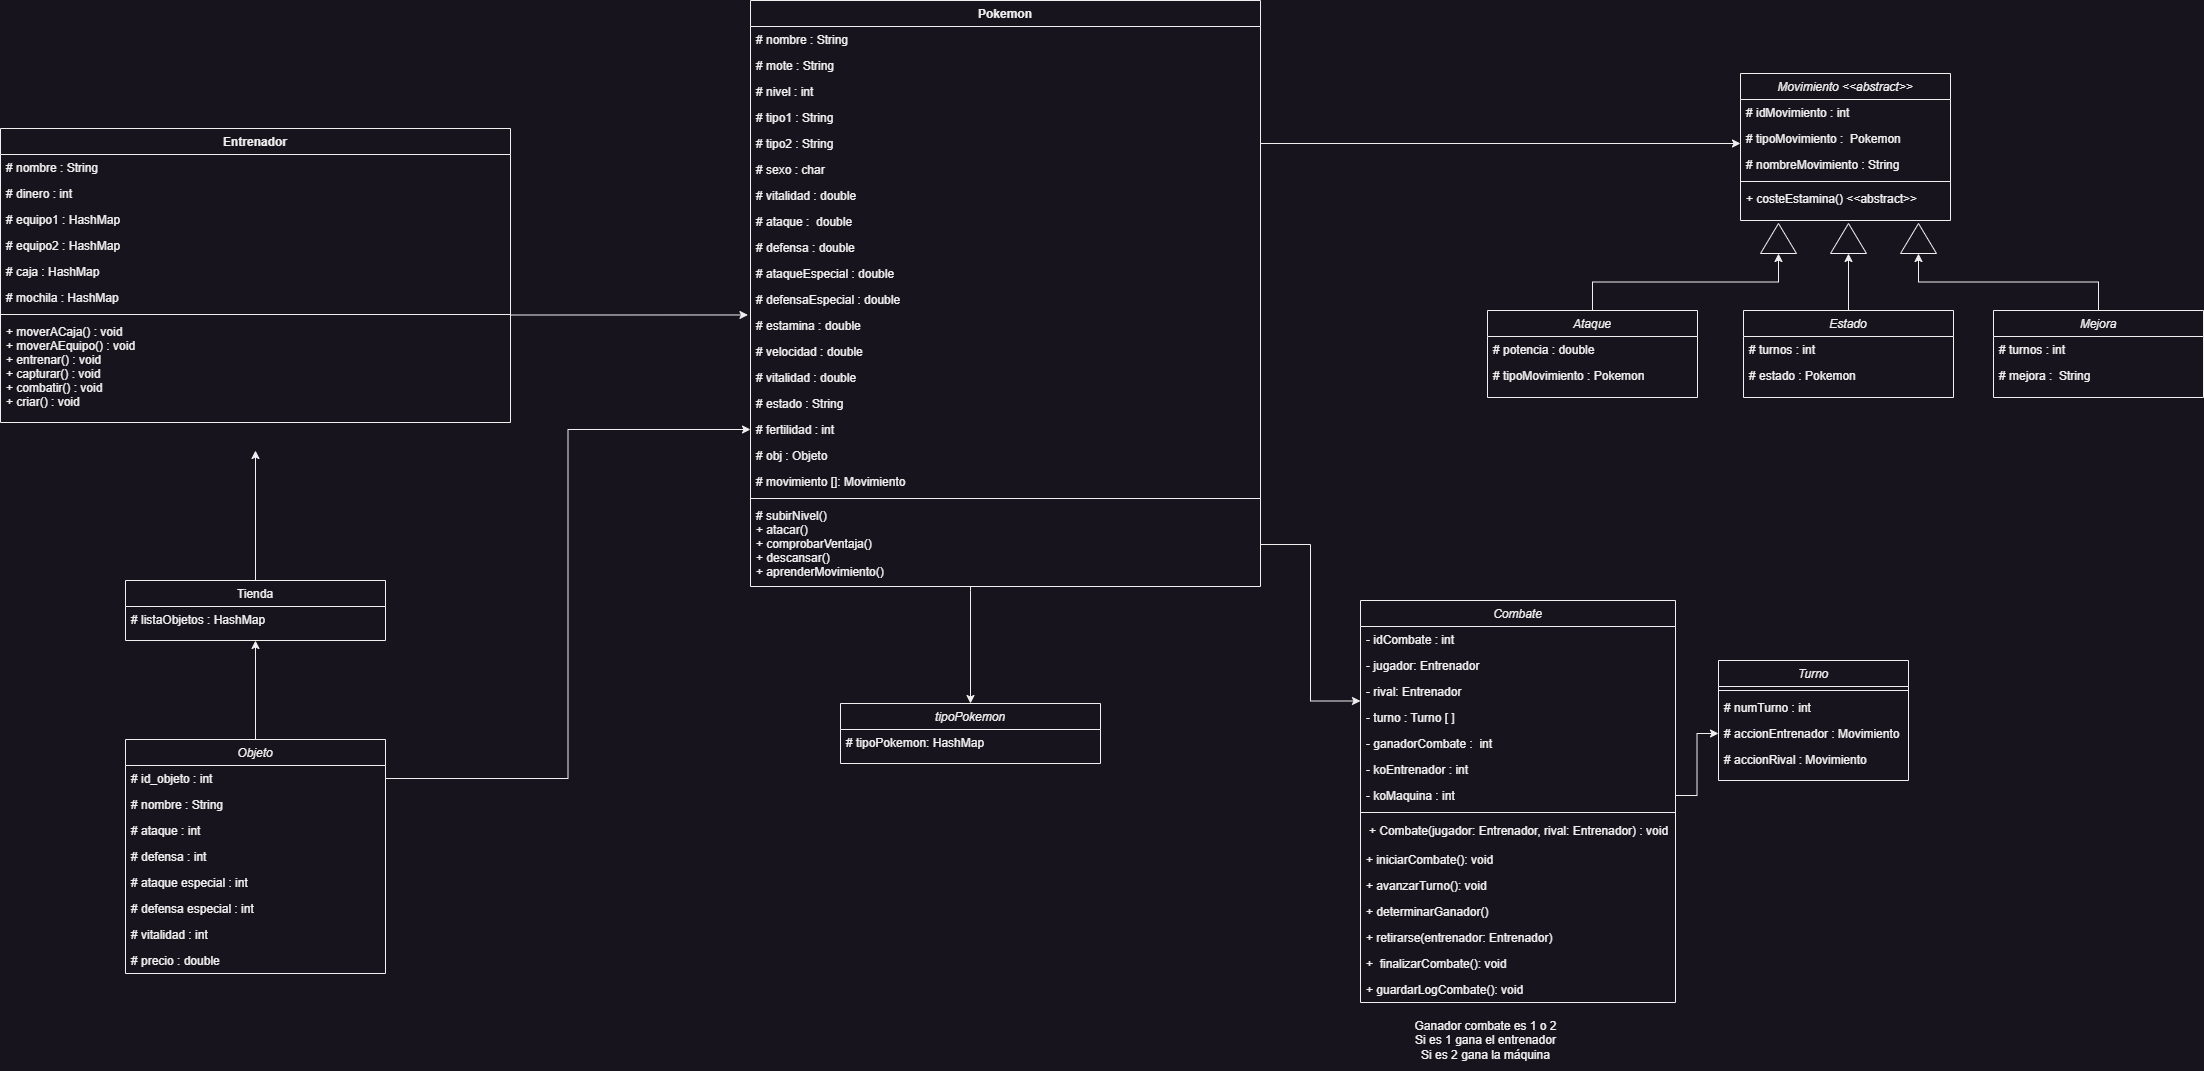 Pokemon
# nombre : String
# mote : String
# nivel : int
# tipo1 : String
# tipo2 : String
# sexo : char
# vitalidad : double
# ataque :  double
# defensa : double
# ataqueEspecial : double
# defensaEspecial : double
# estamina : double
# velocidad : double
# vitalidad : double
# estado : String
# fertilidad : int
# obj : Objeto
# movimiento []: Movimiento
# subirNivel()
+ atacar()
+ comprobarVentaja()
+ descansar()
+ aprenderMovimiento()
Entrenador
# nombre : String
# dinero : int
# equipo1 : HashMap
# equipo2 : HashMap
# caja : HashMap
# mochila : HashMap
+ moverACaja() : void
+ moverAEquipo() : void
+ entrenar() : void
+ capturar() : void
+ combatir() : void
+ criar() : void
Movimiento <<abstract>>
# idMovimiento : int
# tipoMovimiento :  Pokemon
# nombreMovimiento : String
+ costeEstamina() <<abstract>>
Ataque
# potencia : double
# tipoMovimiento : Pokemon
Estado
# turnos : int
# estado : Pokemon
Mejora
# turnos : int
# mejora :  String
Tienda
# listaObjetos : HashMap
Objeto
# id_objeto : int
# nombre : String
# ataque : int
# defensa : int
# ataque especial : int
# defensa especial : int
# vitalidad : int
# precio : double
tipoPokemon
# tipoPokemon: HashMap
Combate
- idCombate : int
- jugador: Entrenador
- rival: Entrenador
- turno : Turno [ ]
- ganadorCombate :  int
- koEntrenador : int
- koMaquina : int
+ Combate(jugador: Entrenador, rival: Entrenador) : void
+ iniciarCombate(): void
+ avanzarTurno(): void
+ determinarGanador()
+ retirarse(entrenador: Entrenador)
+  finalizarCombate(): void
+ guardarLogCombate(): void
Turno
# numTurno : int
# accionEntrenador : Movimiento
# accionRival : Movimiento
Ganador combate es 1 o 2
Si es 1 gana el entrenador
Si es 2 gana la máquina